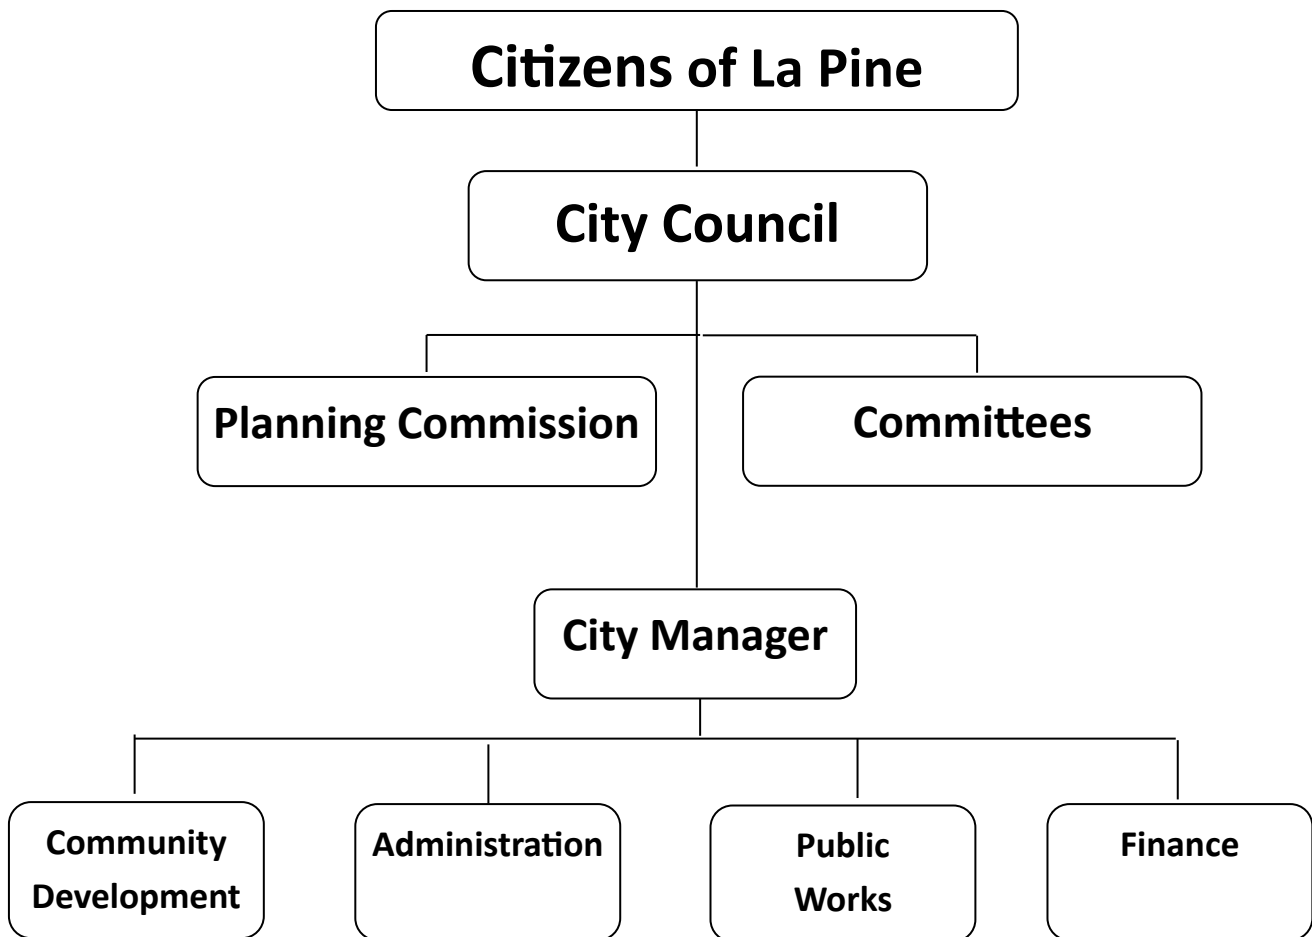 Citizens of La Pine
City Council
Planning Commission
Committees
City Manager
Community
Development
Administration
Public
Works
Finance